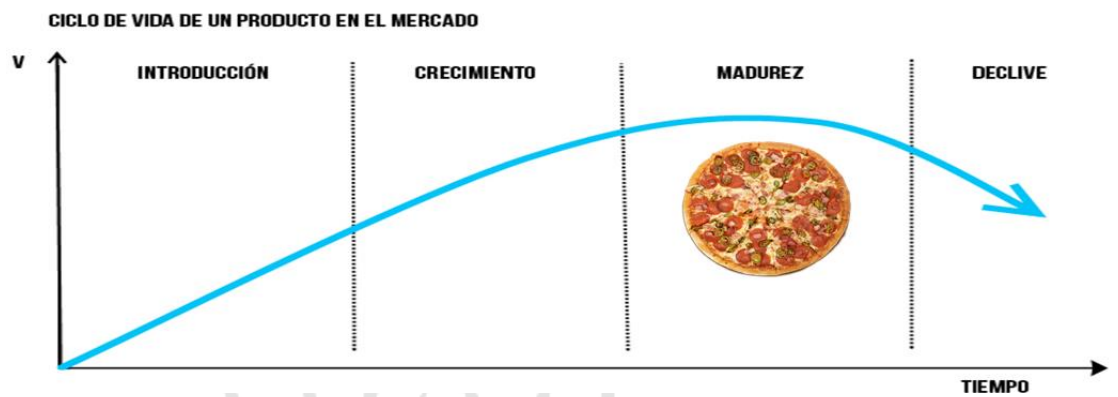 CICLO DE VIDA DE UN PRODUCTO EN EL MERCADO
V
INTRODUCCIÓN
CRECIMIENTO
MADUREZ
DECLIVE
TIEMPO